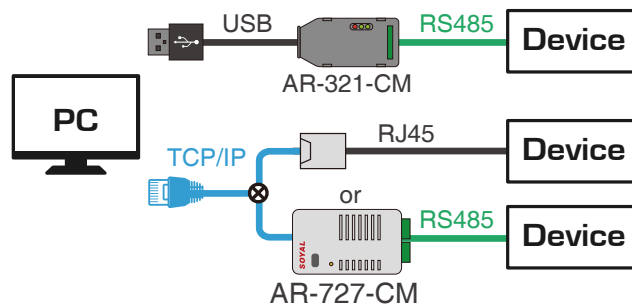 USB
RS485
Device
AR-321-CM
PC
TCP/IP
RJ45
Device
or
SOYAL
RS485
Device
AR-727-CM